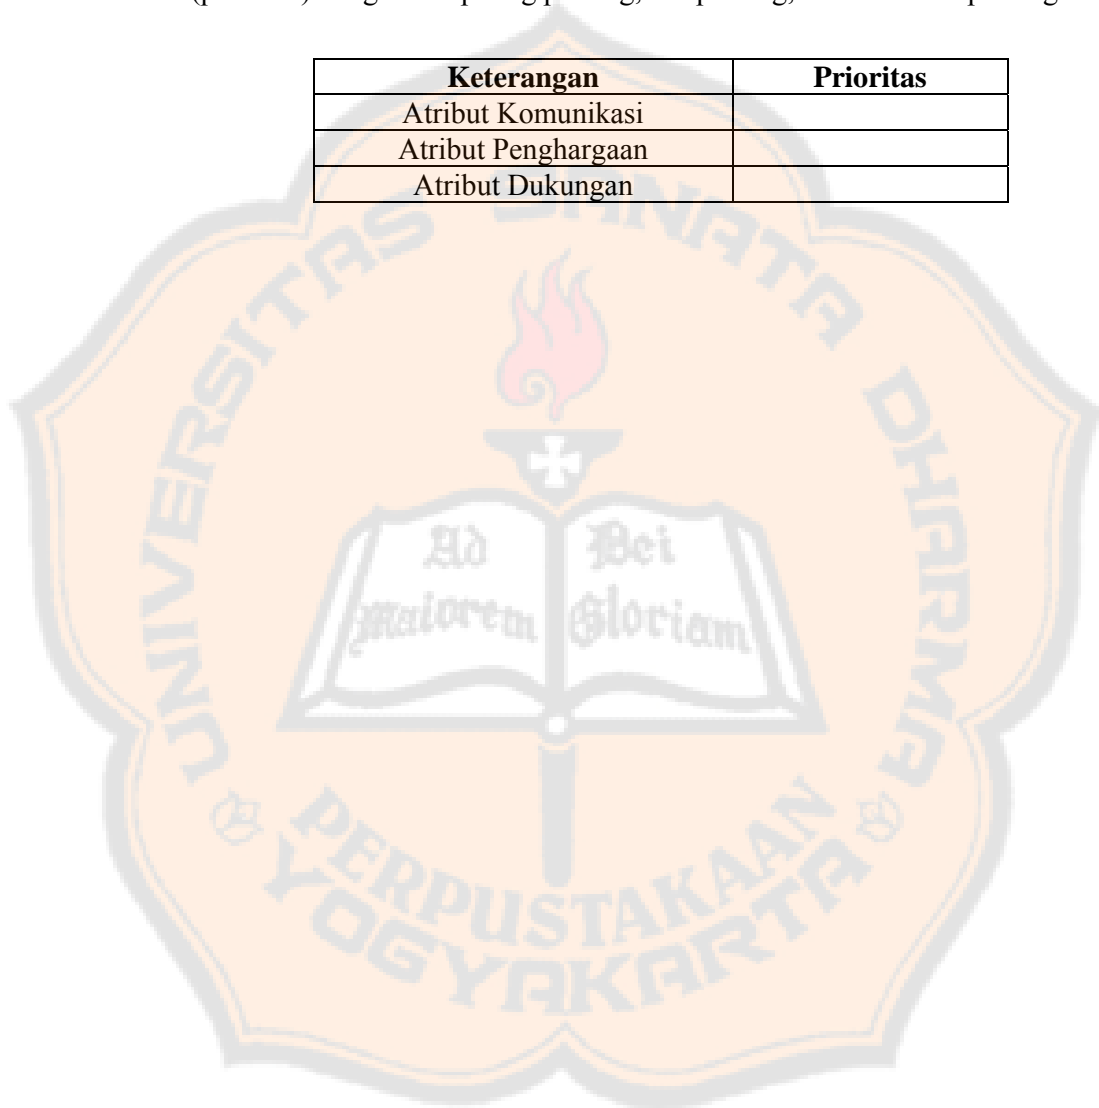 Keterangan Prioritas
Atribut Komunikasi
Atribut Penghargaan
Atribut Dukungan
UNIVERSITAS SANATA DHARMA
Ad Dei
maiorem Gloriam
PERPUSTAKAAN
YOGYAKARTA